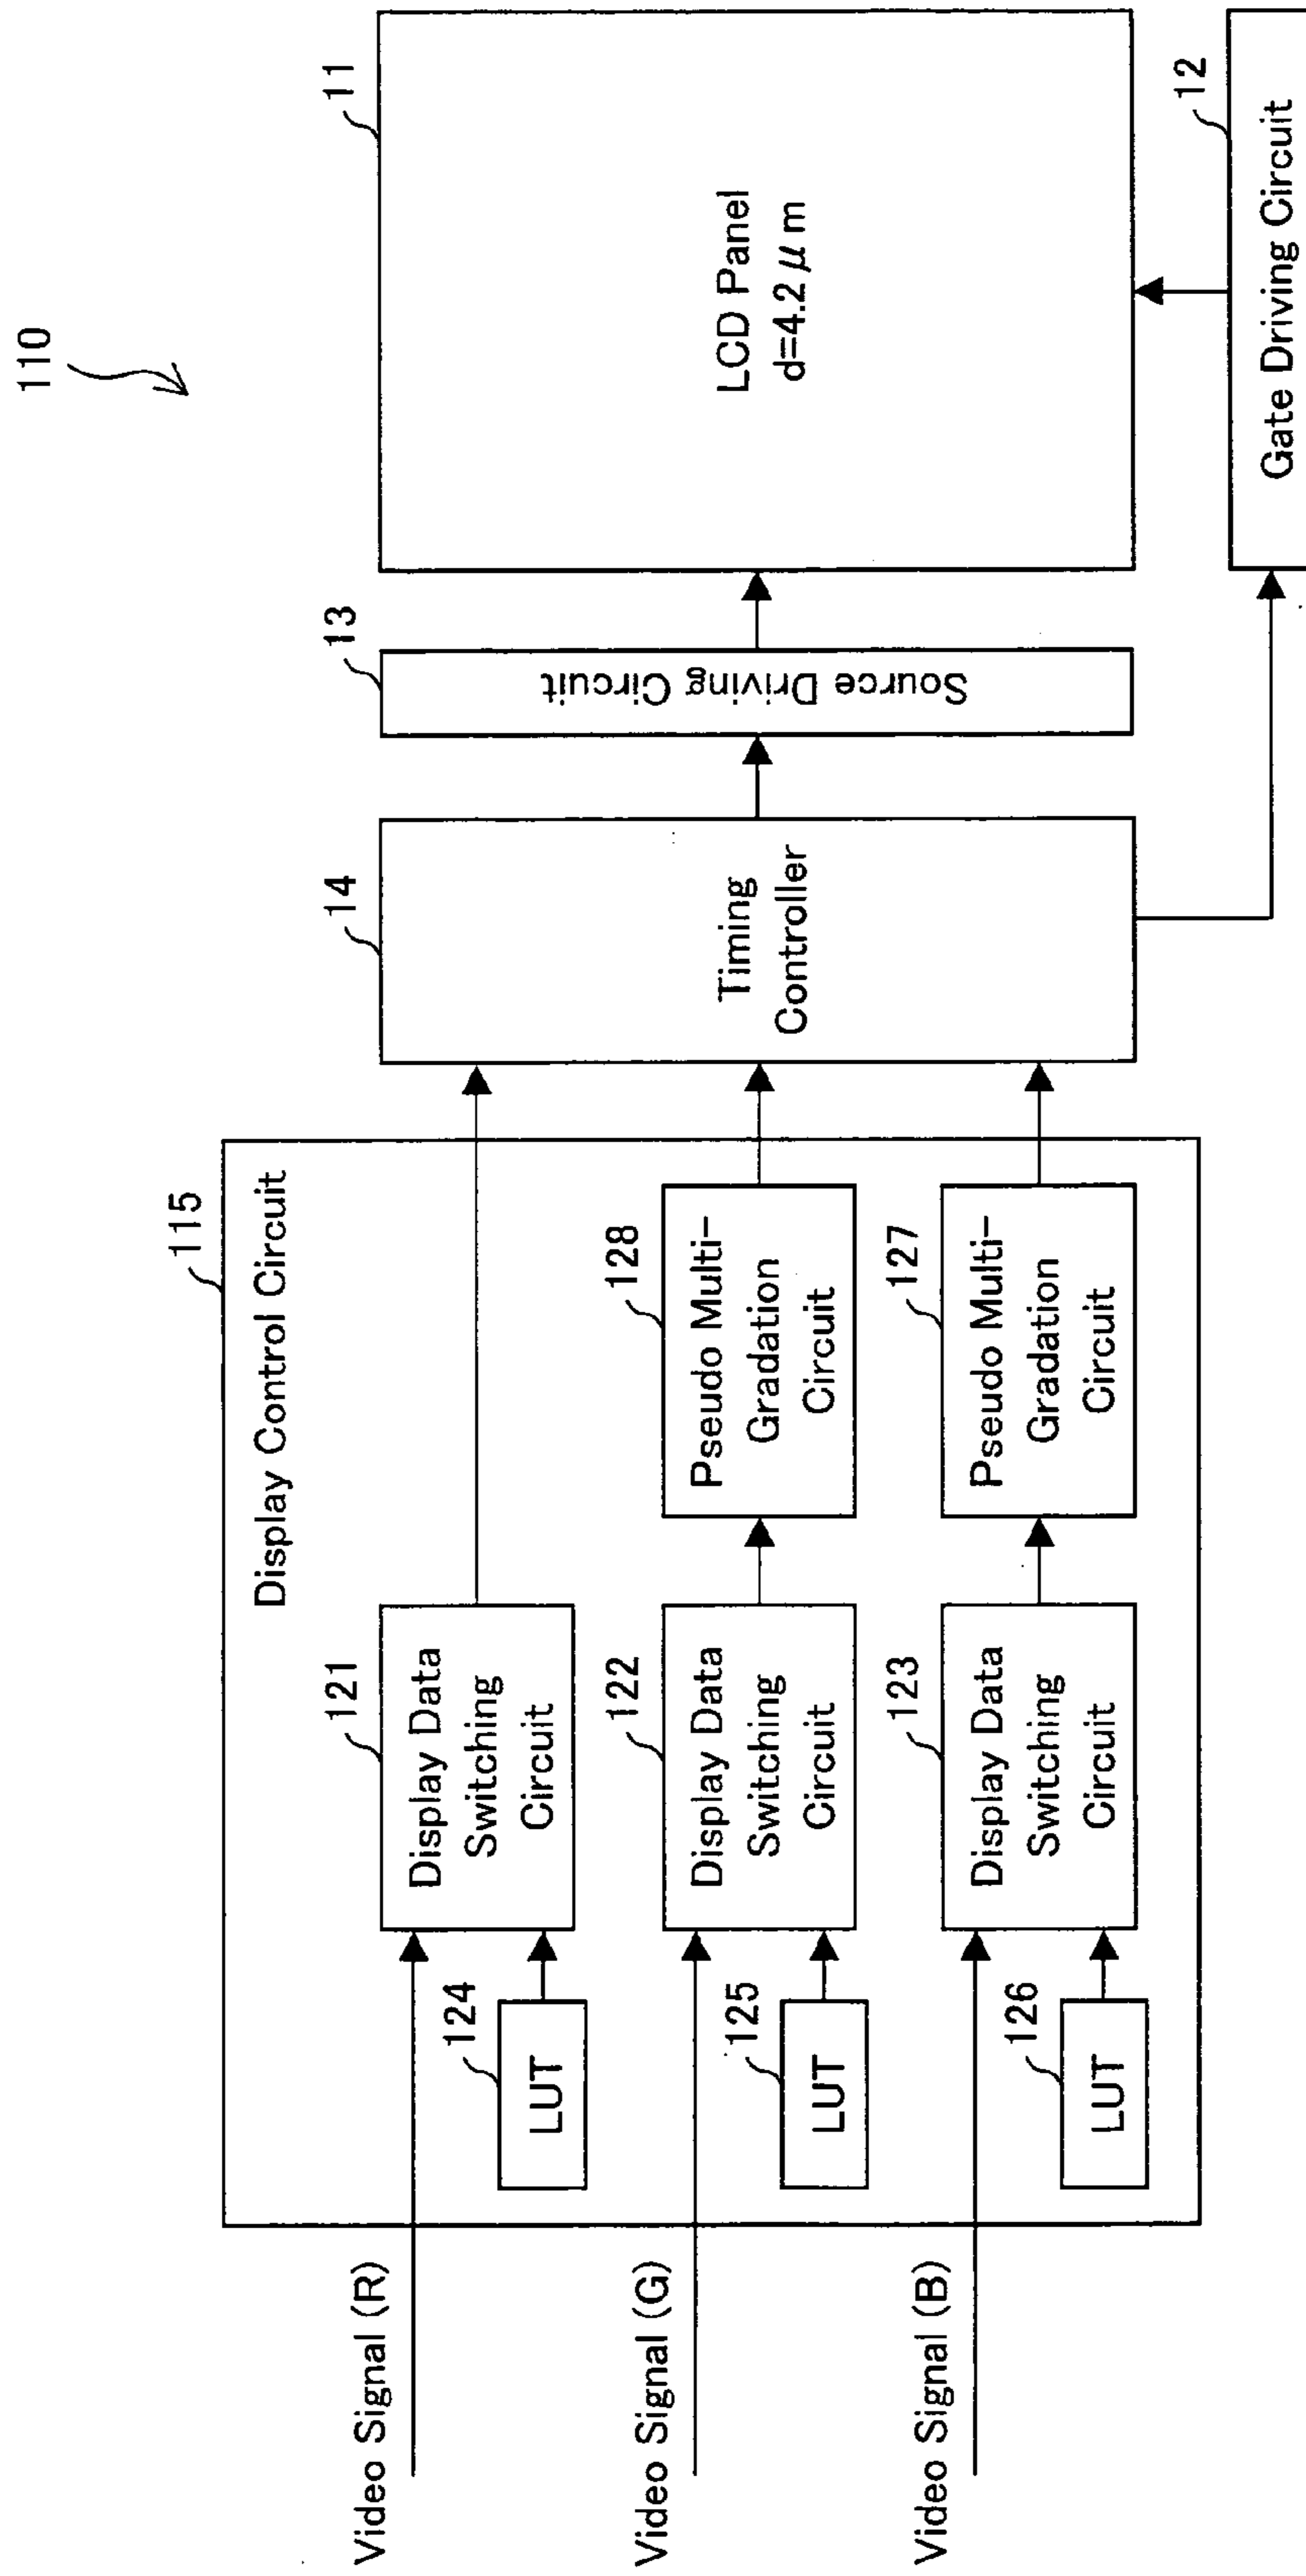 110
115
Display Control Circuit
Video Signal (R)
121
Display Data
Switching
Circuit
124
LUT
Video Signal (G)
122
Display Data
Switching
Circuit
125
LUT
128
Pseudo Multi-
Gradation
Circuit
Video Signal (B)
123
Display Data
Switching
Circuit
126
LUT
127
Pseudo Multi-
Gradation
Circuit
14
Timing
Controller
13
Source Driving Circuit
11
LCD Panel
d=4.2μm
12
Gate Driving Circuit